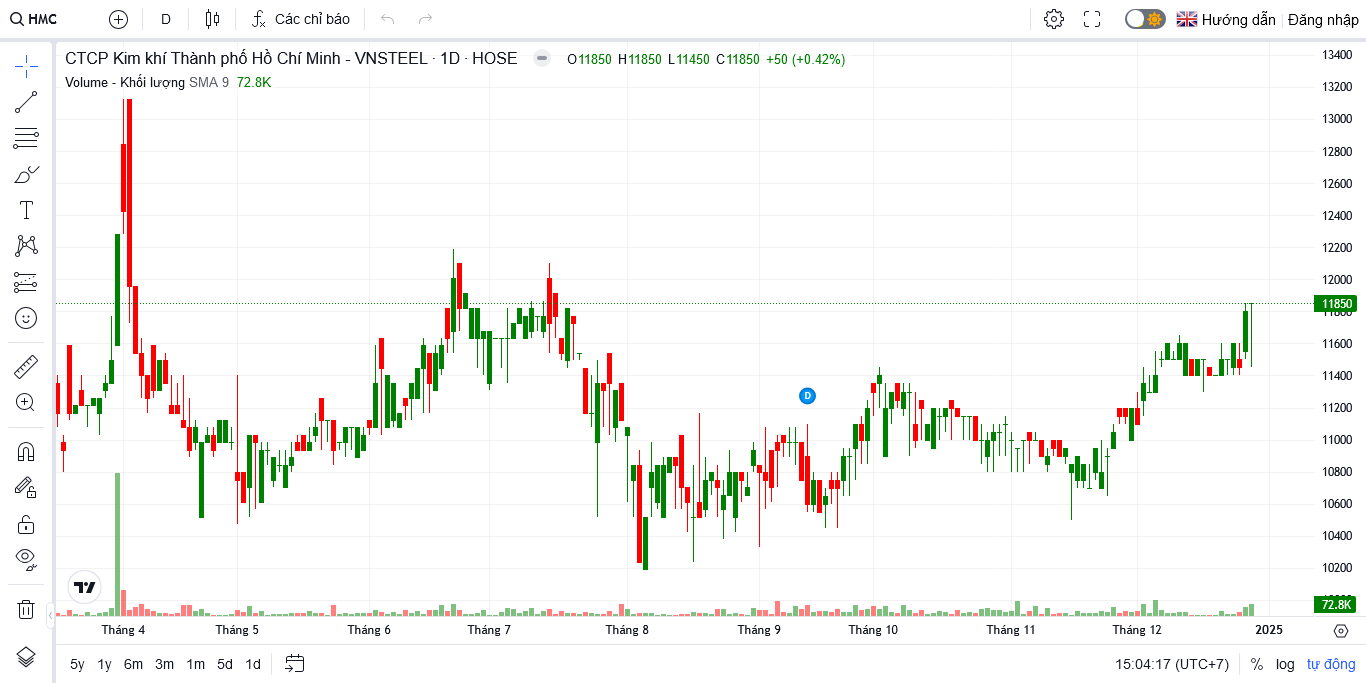 HMC D Các chỉ báo Hướng dẫn Đăng nhập
CTCP Kim khí Thành phố Hồ Chí Minh - VNSTEEL · 1D · HOSE O11850 H11850 L11450 C11850 +50 (+0.42%)
Volume - Khối lượng SMA 9 72.8K
13400
13200
13000
12800
12600
12400
12200
12000
11850
11800
11600
11400
11200
11000
10800
10600
10400
10200
72.8K
D
Tháng 4 Tháng 5 Tháng 6 Tháng 7 Tháng 8 Tháng 9 Tháng 10 Tháng 11 Tháng 12 2025
5y 1y 6m 3m 1m 5d 1d 15:04:17 (UTC+7) % log tự động